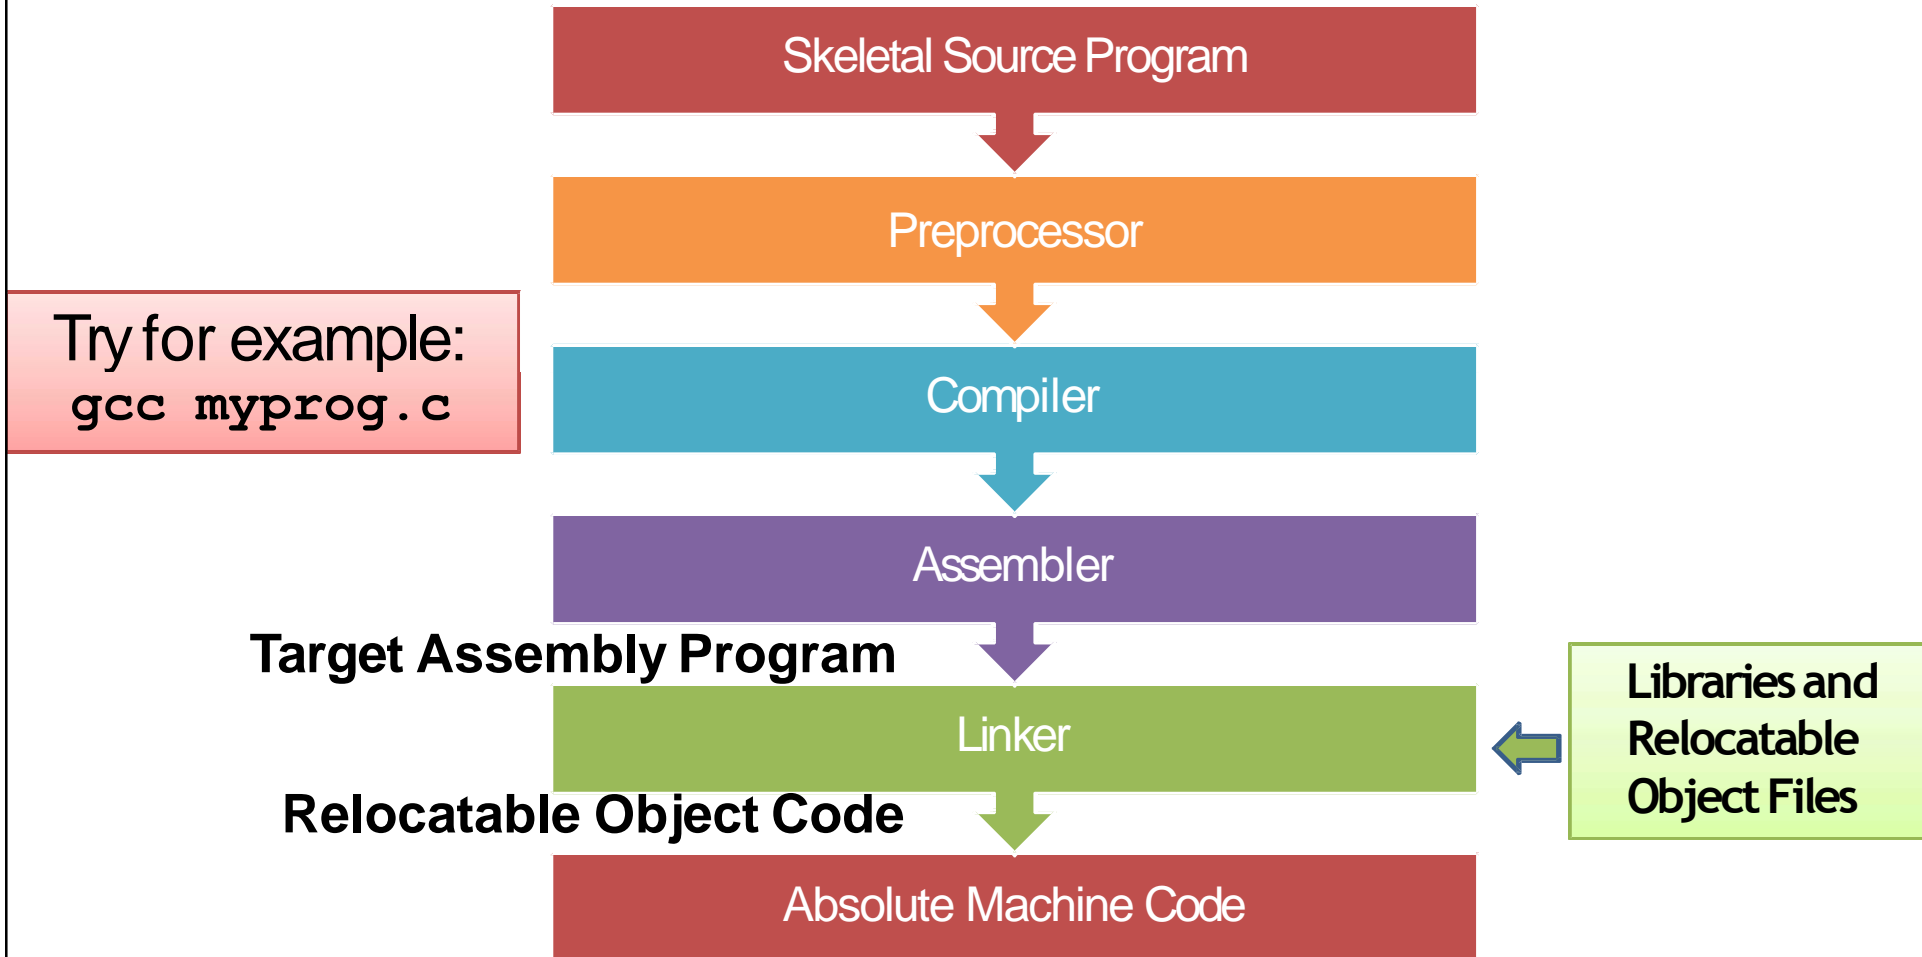 Skeletal Source Program
Preprocessor
Try for example:
gcc myprog.c
Compiler
Assembler
Target Assembly Program
Linker
Libraries and
Relocatable
Object Files
Relocatable Object Code
Absolute Machine Code